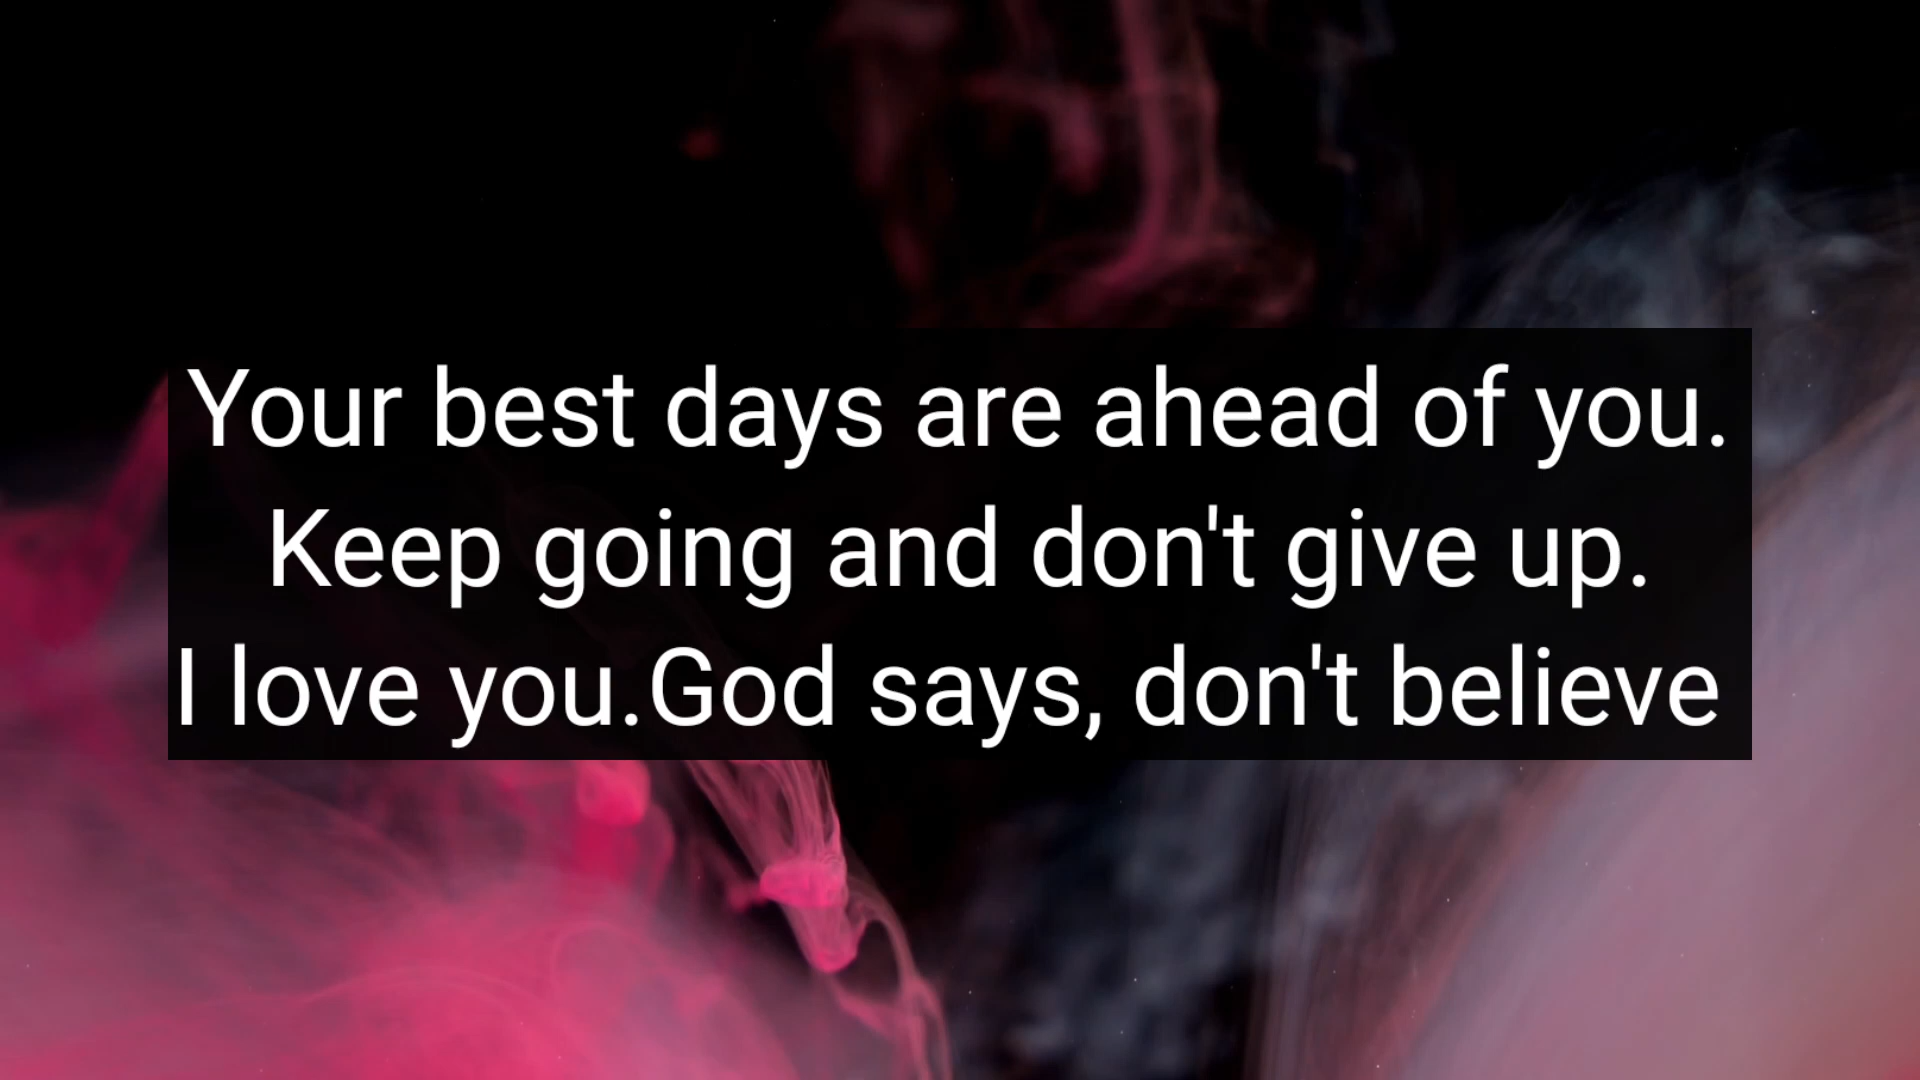 Your best days are ahead of you.
Keep going and don't give up.
I love you.God says, don't believe